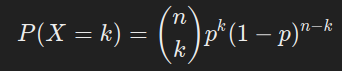 P(X = k) = \binom{n}{k} p^k (1 − p)^{n−k}